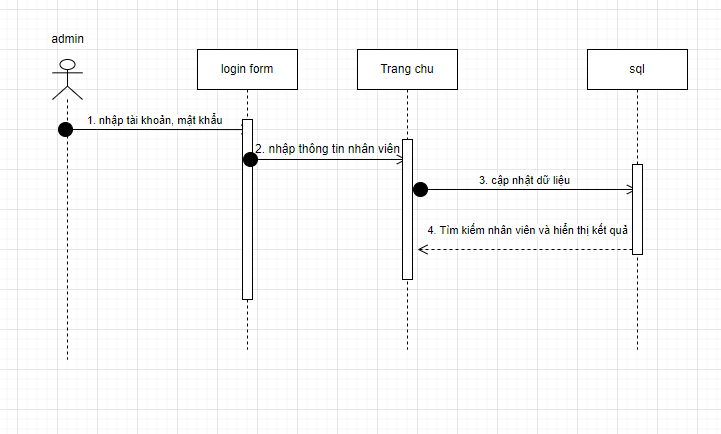 admin
login form
Trang chu
sql
1. nhập tài khoản, mật khẩu
2. nhập thông tin nhân viên
3. cập nhật dữ liệu
4. Tìm kiếm nhân viên và hiển thị kết quả